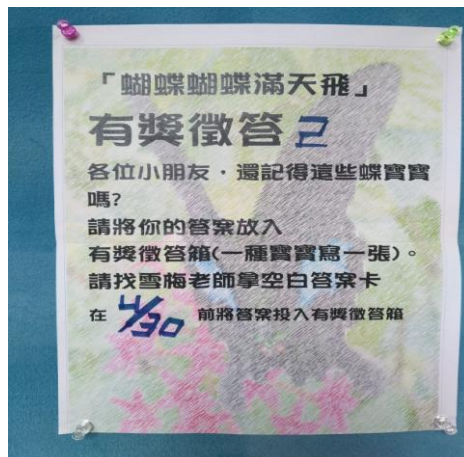 「蝴蝶蝴蝶滿天飛」
有獎徵答2
各位小朋友,還記得這些蝶寶寶
嗎?
請將你的答案放入
有獎徵答箱(一種寶寶寫一張)。
請找雪梅老師拿空白答案卡
在 4/30 前將答案投入有獎徵答箱